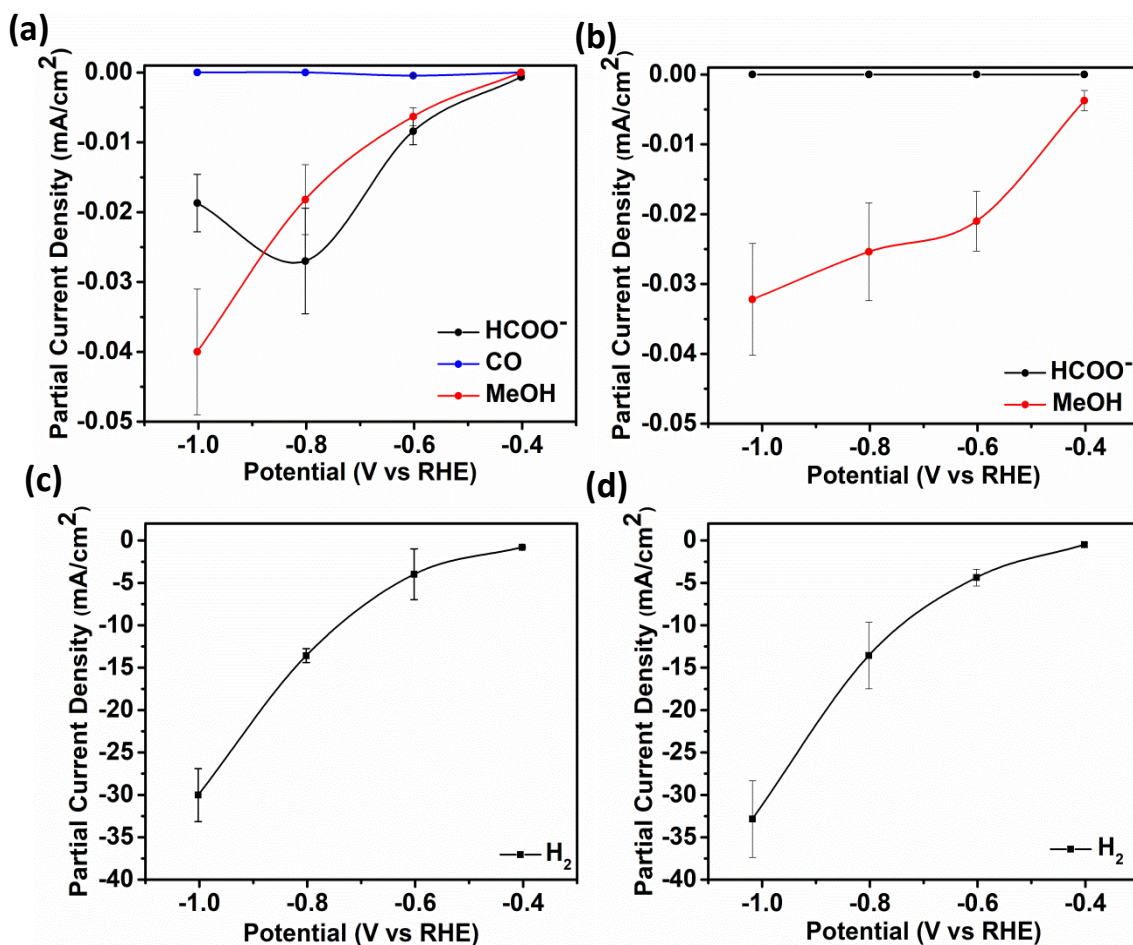 (a)
Partial Current Density (mA/cm²)
0.00
-0.01
-0.02
-0.03
-0.04
-0.05
HCOO⁻
CO
MeOH
-1.0 -0.8 -0.6 -0.4
Potential (V vs RHE)
(b)
Partial Current Density (mA/cm²)
0.00
-0.01
-0.02
-0.03
-0.04
-0.05
HCOO⁻
MeOH
-1.0 -0.8 -0.6 -0.4
Potential (V vs RHE)
(c)
Partial Current Density (mA/cm²)
0
-5
-10
-15
-20
-25
-30
-35
-40
H₂
-1.0 -0.8 -0.6 -0.4
Potential (V vs RHE)
(d)
Partial Current Density (mA/cm²)
0
-5
-10
-15
-20
-25
-30
-35
-40
H₂
-1.0 -0.8 -0.6 -0.4
Potential (V vs RHE)